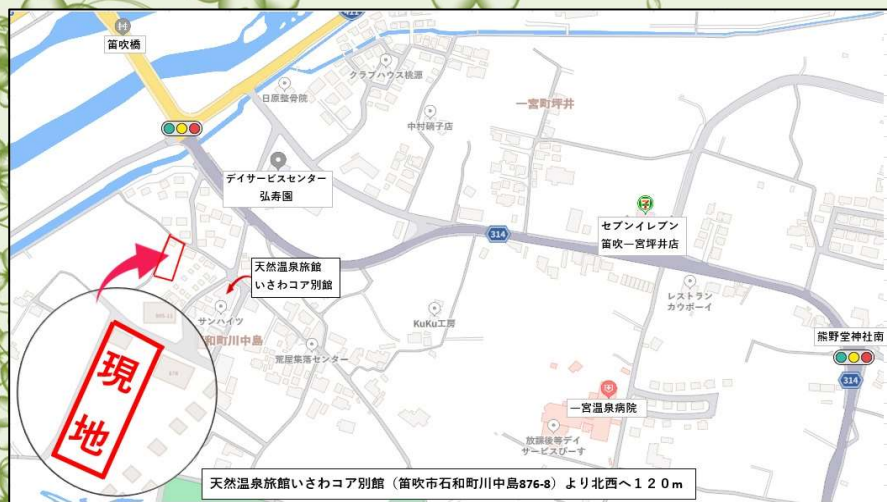 笛吹橋
クラブハウス桃源
日原整骨院
一宮町坪井
中村硝子店
デイサービスセンター
弘寿園
セブンイレブン
笛吹一宮坪井店
314
天然温泉旅館
いさわコア別館
レストラン
カウボーイ
サンハイツ
和町川中島
KuKu工房
荒屋集落センター
熊野堂神社南
314
一宮温泉病院
放課後等デイ
サービスぴーす
現
地
天然温泉旅館いさわコア別館（笛吹市石和町川中島876-8）より北西へ１２０ｍ